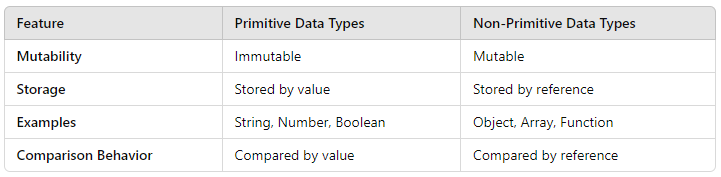 Feature Primitive Data Types Non-Primitive Data Types
Mutability Immutable Mutable
Storage Stored by value Stored by reference
Examples String, Number, Boolean Object, Array, Function
Comparison Behavior Compared by value Compared by reference